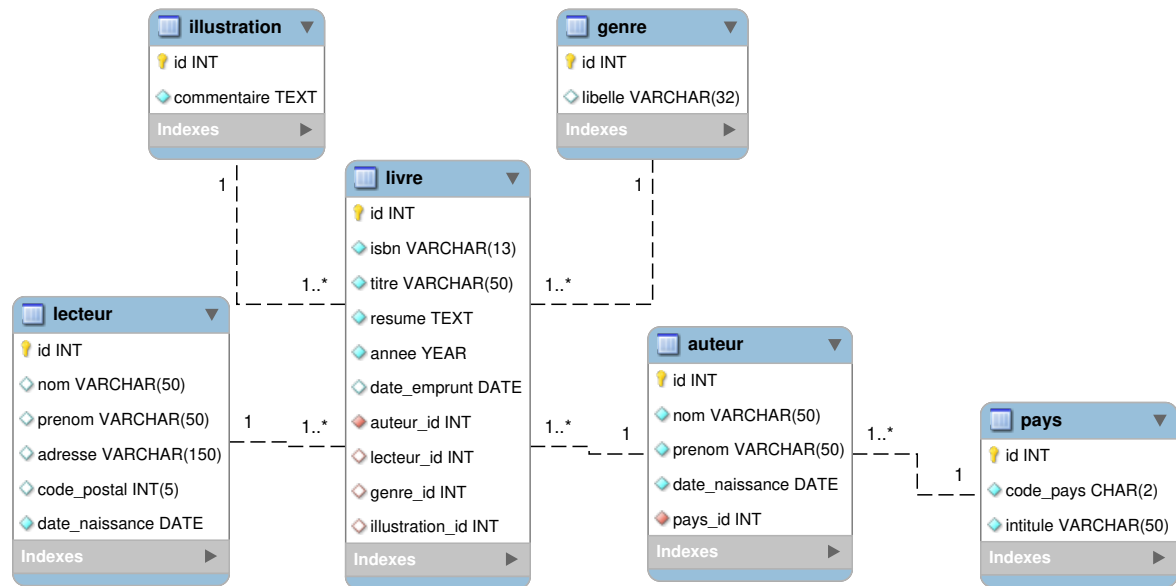 illustration
id INT
commentaire TEXT
Indexes
genre
id INT
libelle VARCHAR(32)
Indexes
1
1
livre
id INT
isbn VARCHAR(13)
titre VARCHAR(50)
resume TEXT
annee YEAR
date_emprunt DATE
auteur_id INT
lecteur_id INT
genre_id INT
illustration_id INT
Indexes
1..*
1..*
1..*
1..*
lecteur
id INT
nom VARCHAR(50)
prenom VARCHAR(50)
adresse VARCHAR(150)
code_postal INT(5)
date_naissance DATE
Indexes
1
auteur
id INT
nom VARCHAR(50)
prenom VARCHAR(50)
date_naissance DATE
pays_id INT
Indexes
1
1..*
1
pays
id INT
code_pays CHAR(2)
intitule VARCHAR(50)
Indexes